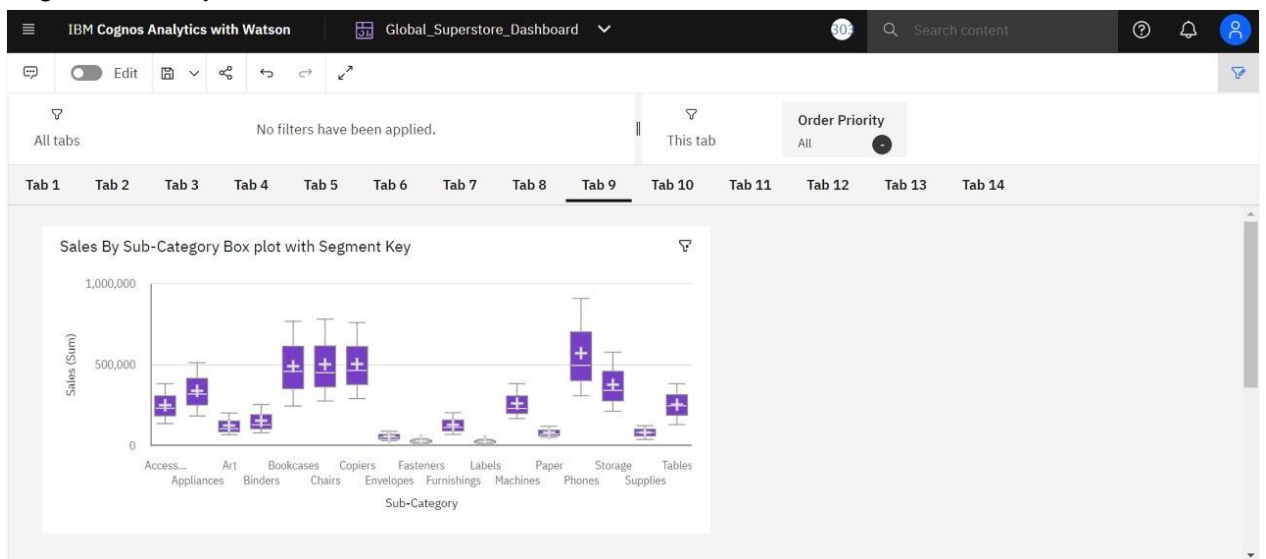 IBM Cognos Analytics with Watson
Global_Superstore_Dashboard
303
Search content
Edit
All tabs
No filters have been applied.
This tab
Order Priority
All
Tab 1 Tab 2 Tab 3 Tab 4 Tab 5 Tab 6 Tab 7 Tab 8 Tab 9 Tab 10 Tab 11 Tab 12 Tab 13 Tab 14
Sales By Sub-Category Box plot with Segment Key
1,000,000
500,000
0
Sales (Sum)
Access... Art Bookcases Copiers Fasteners Labels Paper Storage Tables
Appliances Binders Chairs Envelopes Furnishings Machines Phones Supplies
Sub-Category